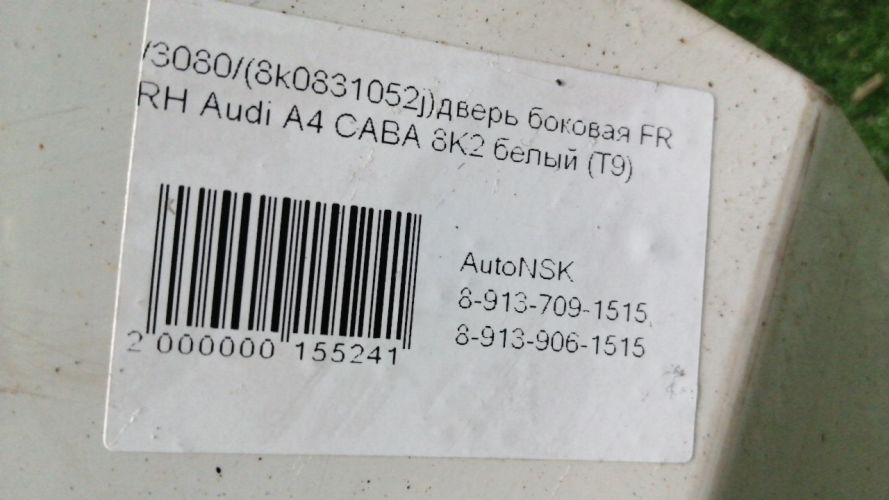 /3080/(8k0831052j)дверь боковая FR
RH Audi A4 CABA 8K2 белый (T9)
AutoNSK
8-913-709-1515,
8-913-906-1515
2 000000 155241